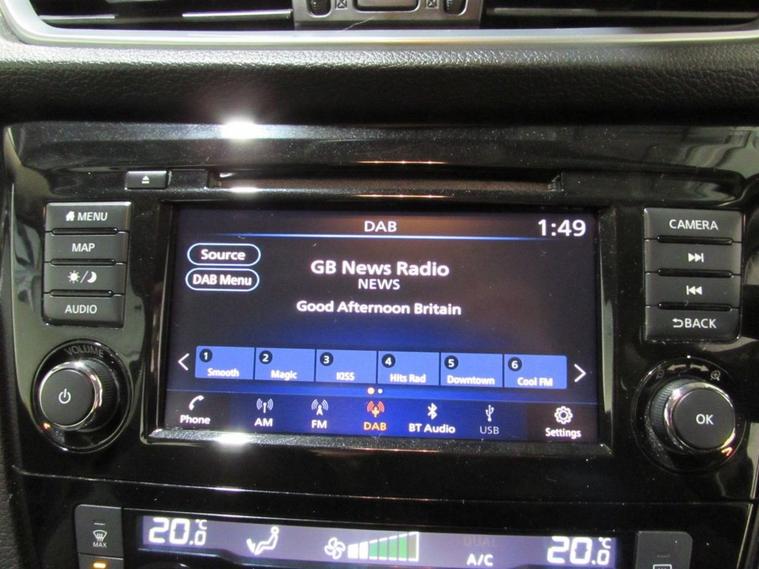 MENU
MAP
AUDIO
VOLUME
DAB
1:49
Source
DAB Menu
GB News Radio
NEWS
Good Afternoon Britain
1 Smooth
2 Magic
3 KISS
4 Hits Rad
5 Downtown
6 Cool FM
Phone
AM
FM
DAB
BT Audio
USB
Settings
CAMERA
BACK
OK
MAX
20.0°C
DUAL
A/C
20.0°C